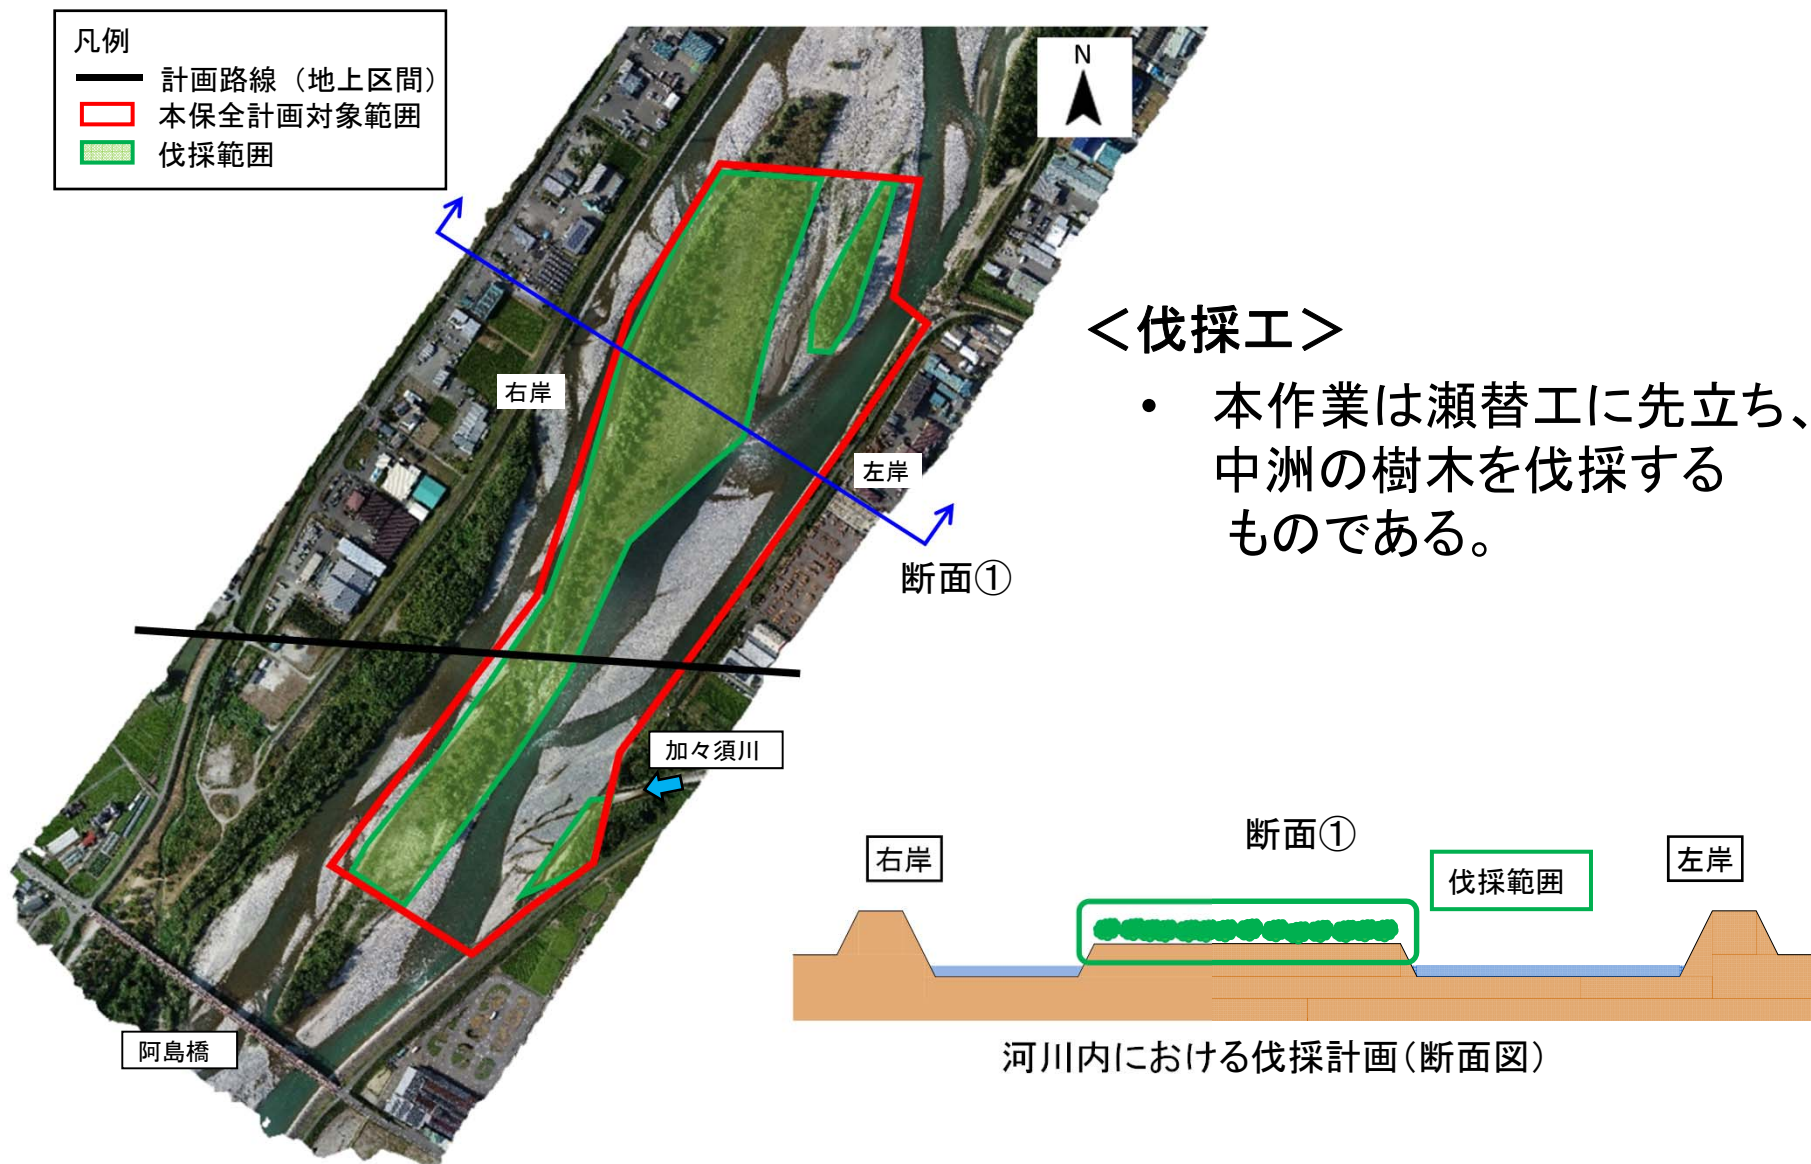 凡例
計画路線（地上区間）
本保全計画対象範囲
伐採範囲
N
右岸
左岸
断面①
加々須川
阿島橋
＜伐採工＞
• 本作業は瀬替工に先立ち、
中洲の樹木を伐採する
ものである。
断面①
右岸
伐採範囲
左岸
河川内における伐採計画（断面図）